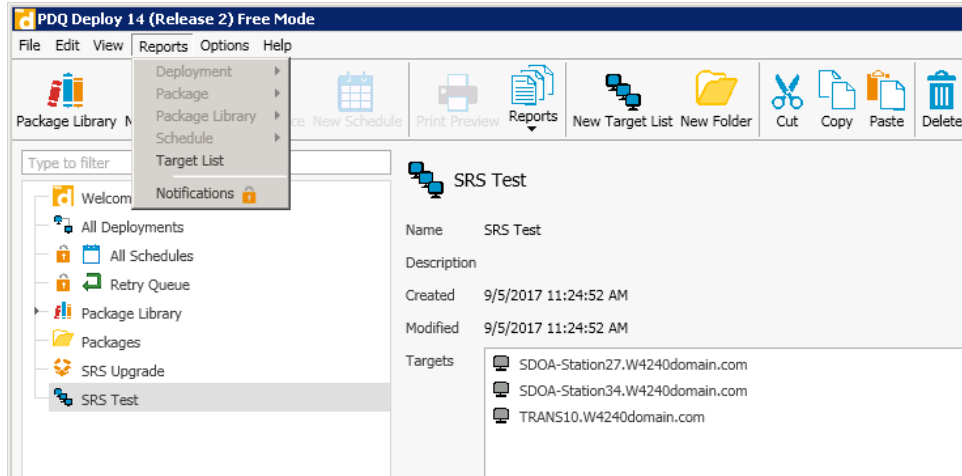 PDQ Deploy 14 (Release 2) Free Mode
File Edit View Reports Options Help
Package Library
New Schedule Print Preview Reports New Target List New Folder Cut Copy Paste Delete
Deployment
Package
Package Library
Schedule
Target List
Notifications
Type to filter
Welcom
All Deployments
All Schedules
Retry Queue
Package Library
Packages
SRS Upgrade
SRS Test
SRS Test
Name SRS Test
Description
Created 9/5/2017 11:24:52 AM
Modified 9/5/2017 11:24:52 AM
Targets SDOA-Station27.W4240domain.com
SDOA-Station34.W4240domain.com
TRANS10.W4240domain.com